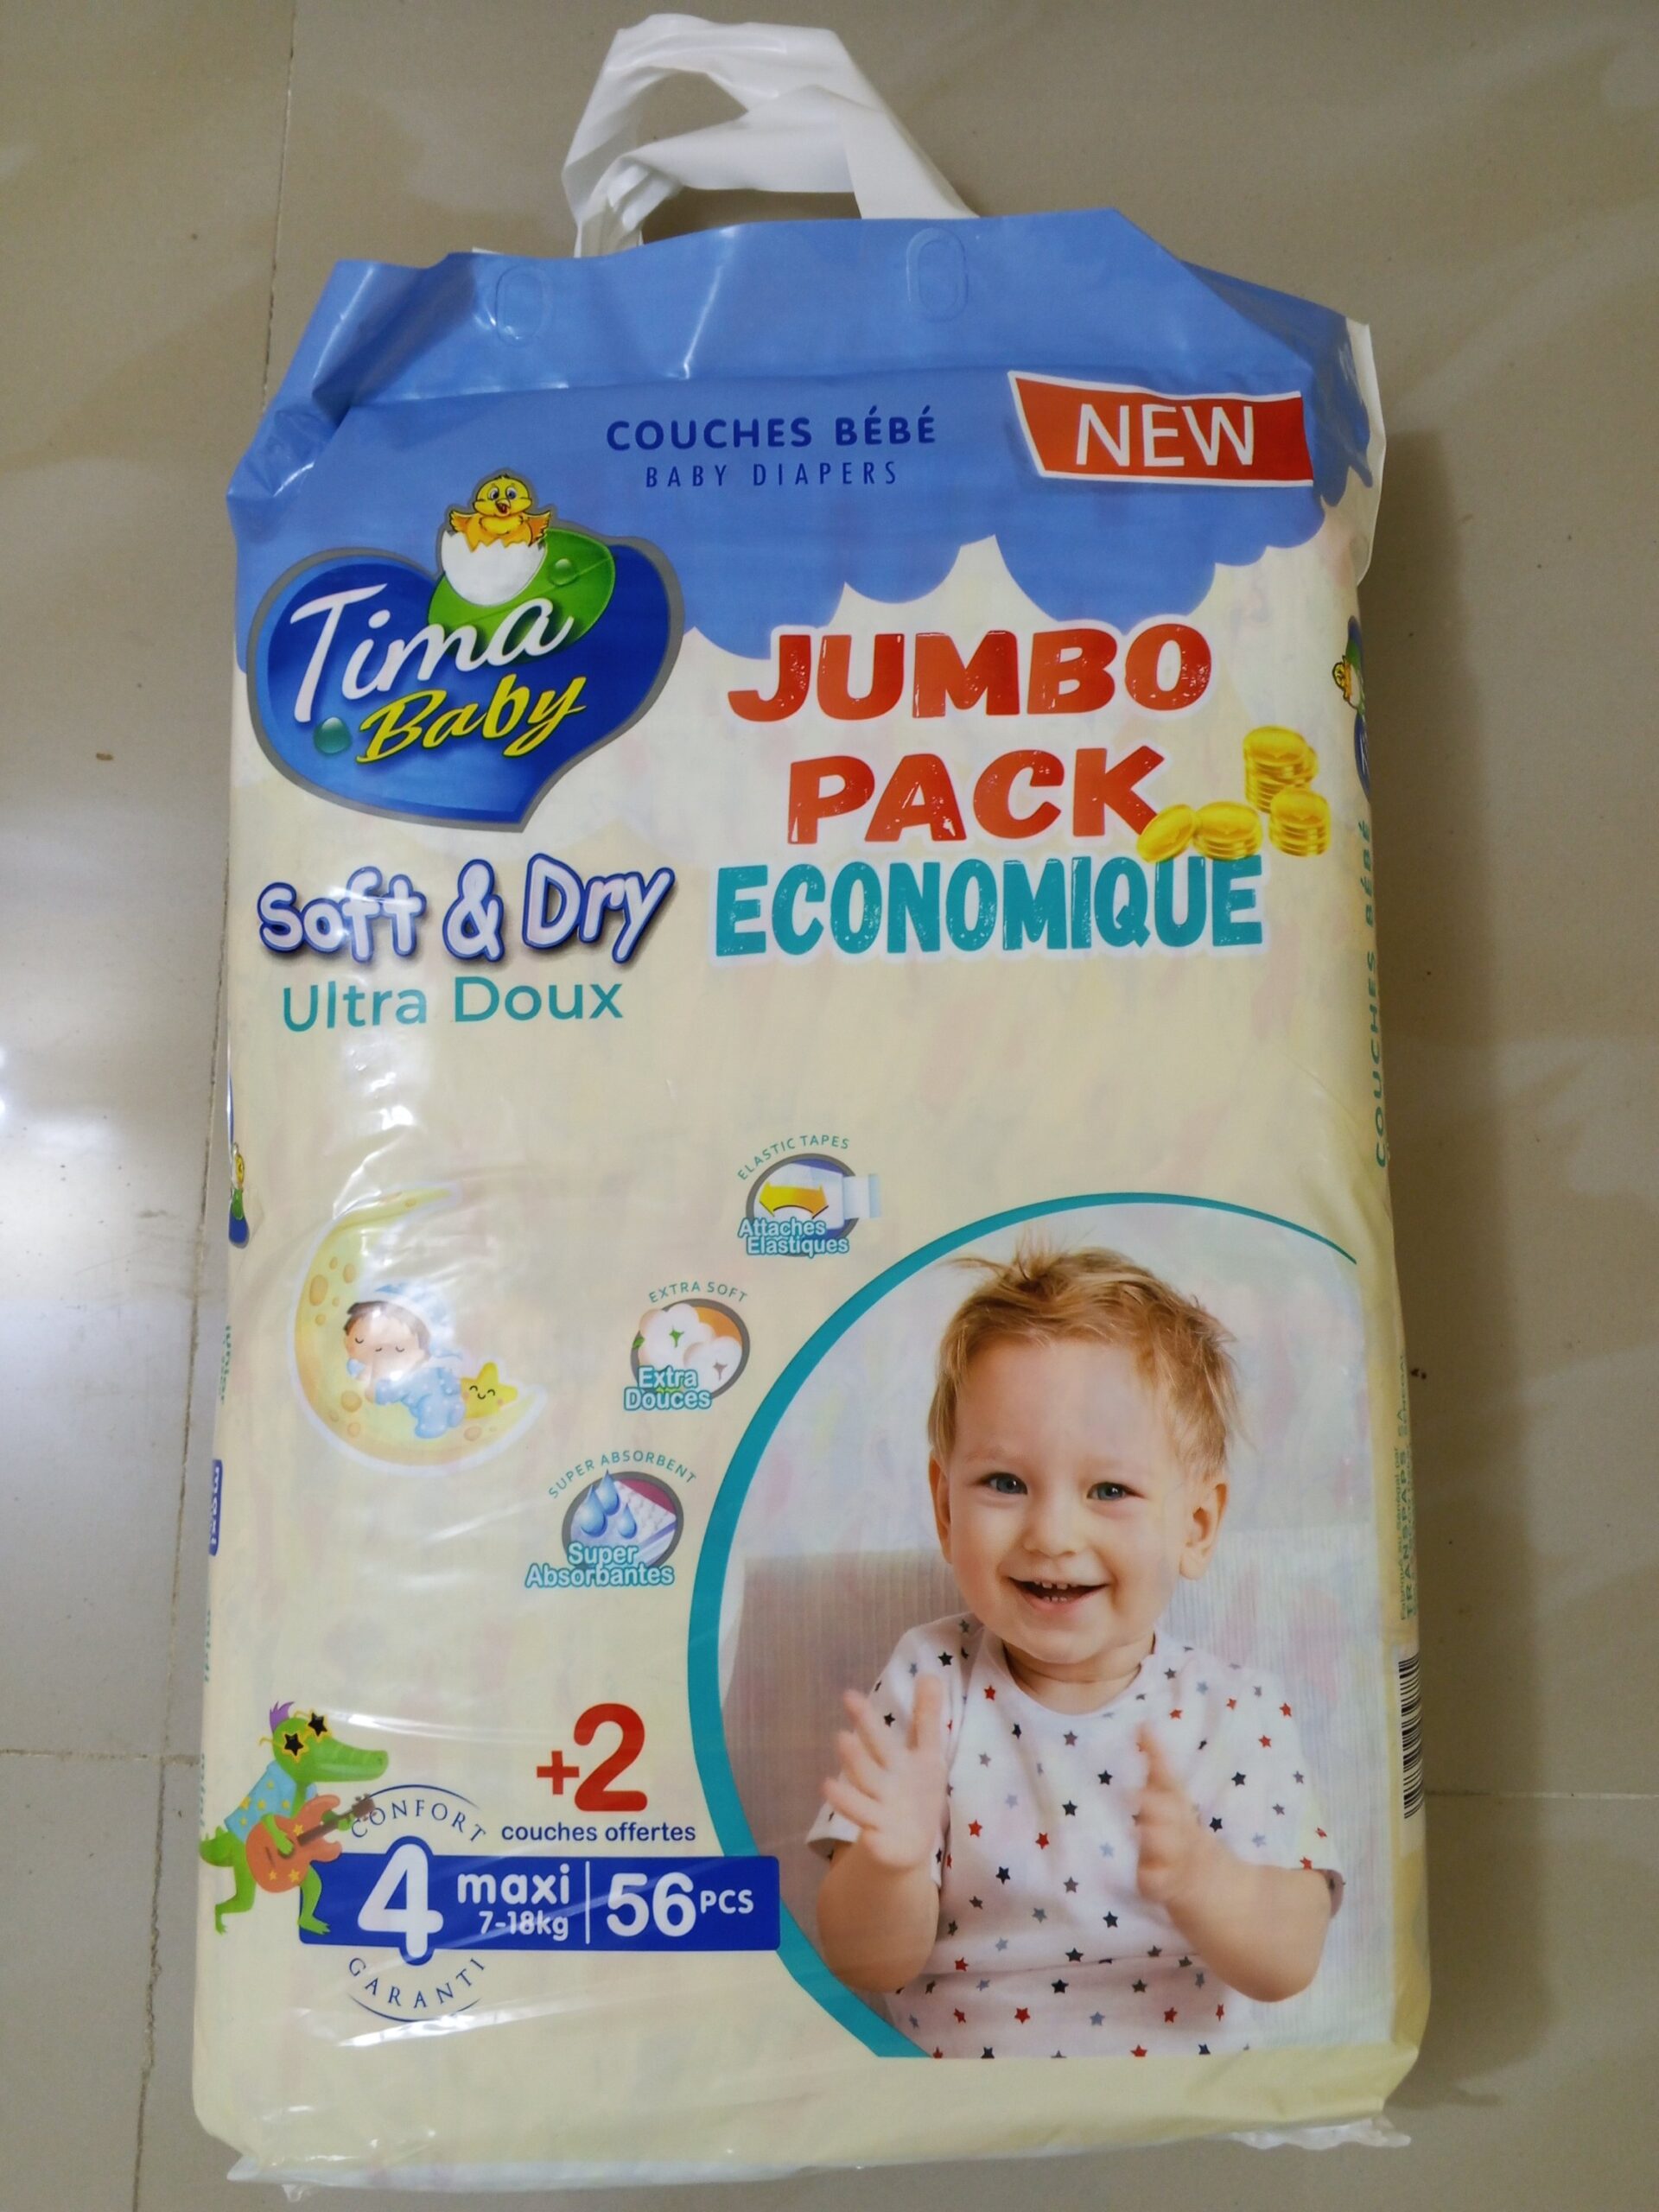 COUCHES BÉBÉ
BABY DIAPERS
NEW
Tima
Baby
JUMBO
PACK
ECONOMIQUE
Soft & Dry
Ultra Doux
ELASTIC TAPES
Attaches
Elastiques
EXTRA SOFT
Extra
Douces
SUPER ABSORBENT
Super
Absorbantes
+2
couches offertes
CONFORT
4 maxi
7-18kg
56 PCS
GARANTI
COUCHES BÉBÉ
TRANSPAPS SA